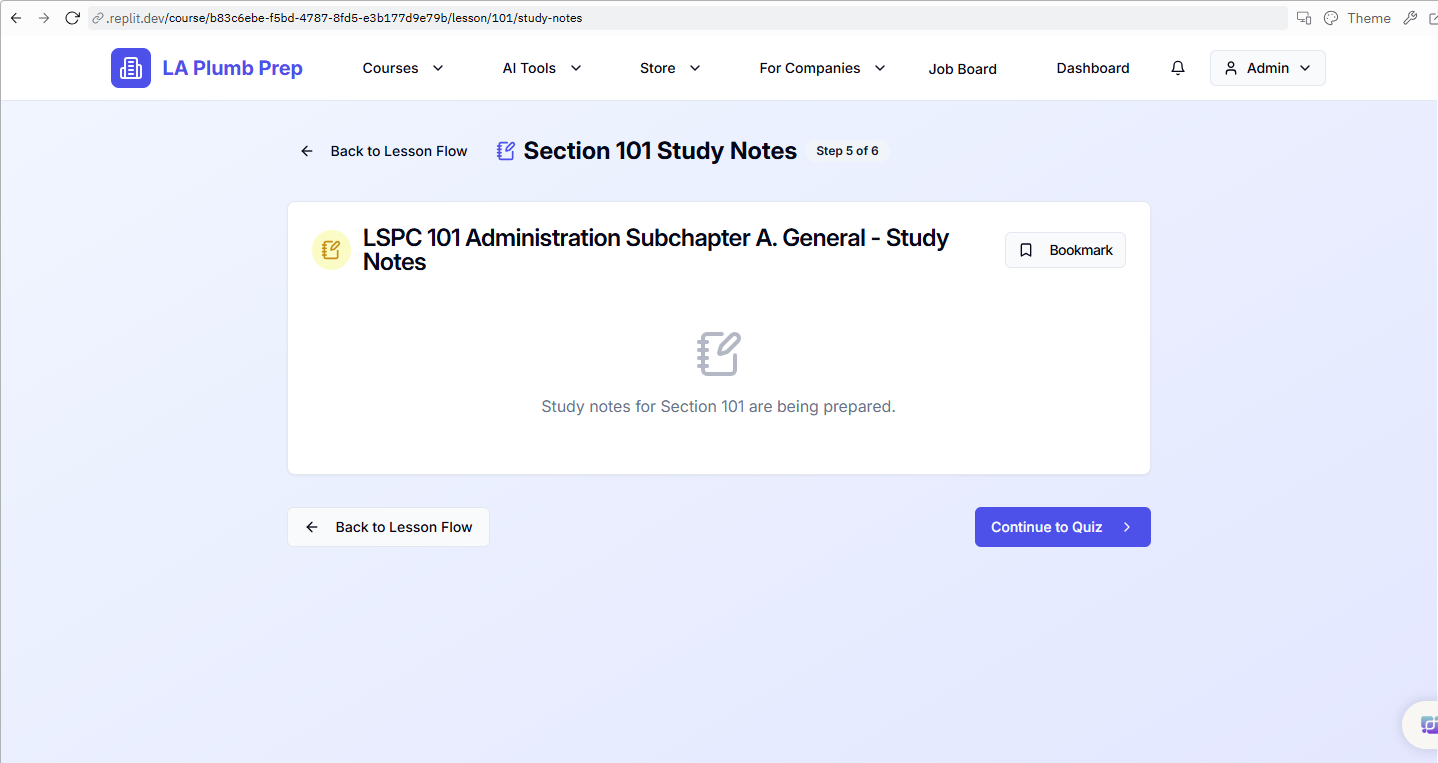 .replit.dev/course/b83c6ebe-f5bd-4787-8fd5-e3b177d9e79b/lesson/101/study-notes
Theme
LA Plumb Prep
Courses
AI Tools
Store
For Companies
Job Board
Dashboard
Admin
Back to Lesson Flow
Section 101 Study Notes
Step 5 of 6
LSPC 101 Administration Subchapter A. General - Study
Notes
Bookmark
Study notes for Section 101 are being prepared.
Back to Lesson Flow
Continue to Quiz